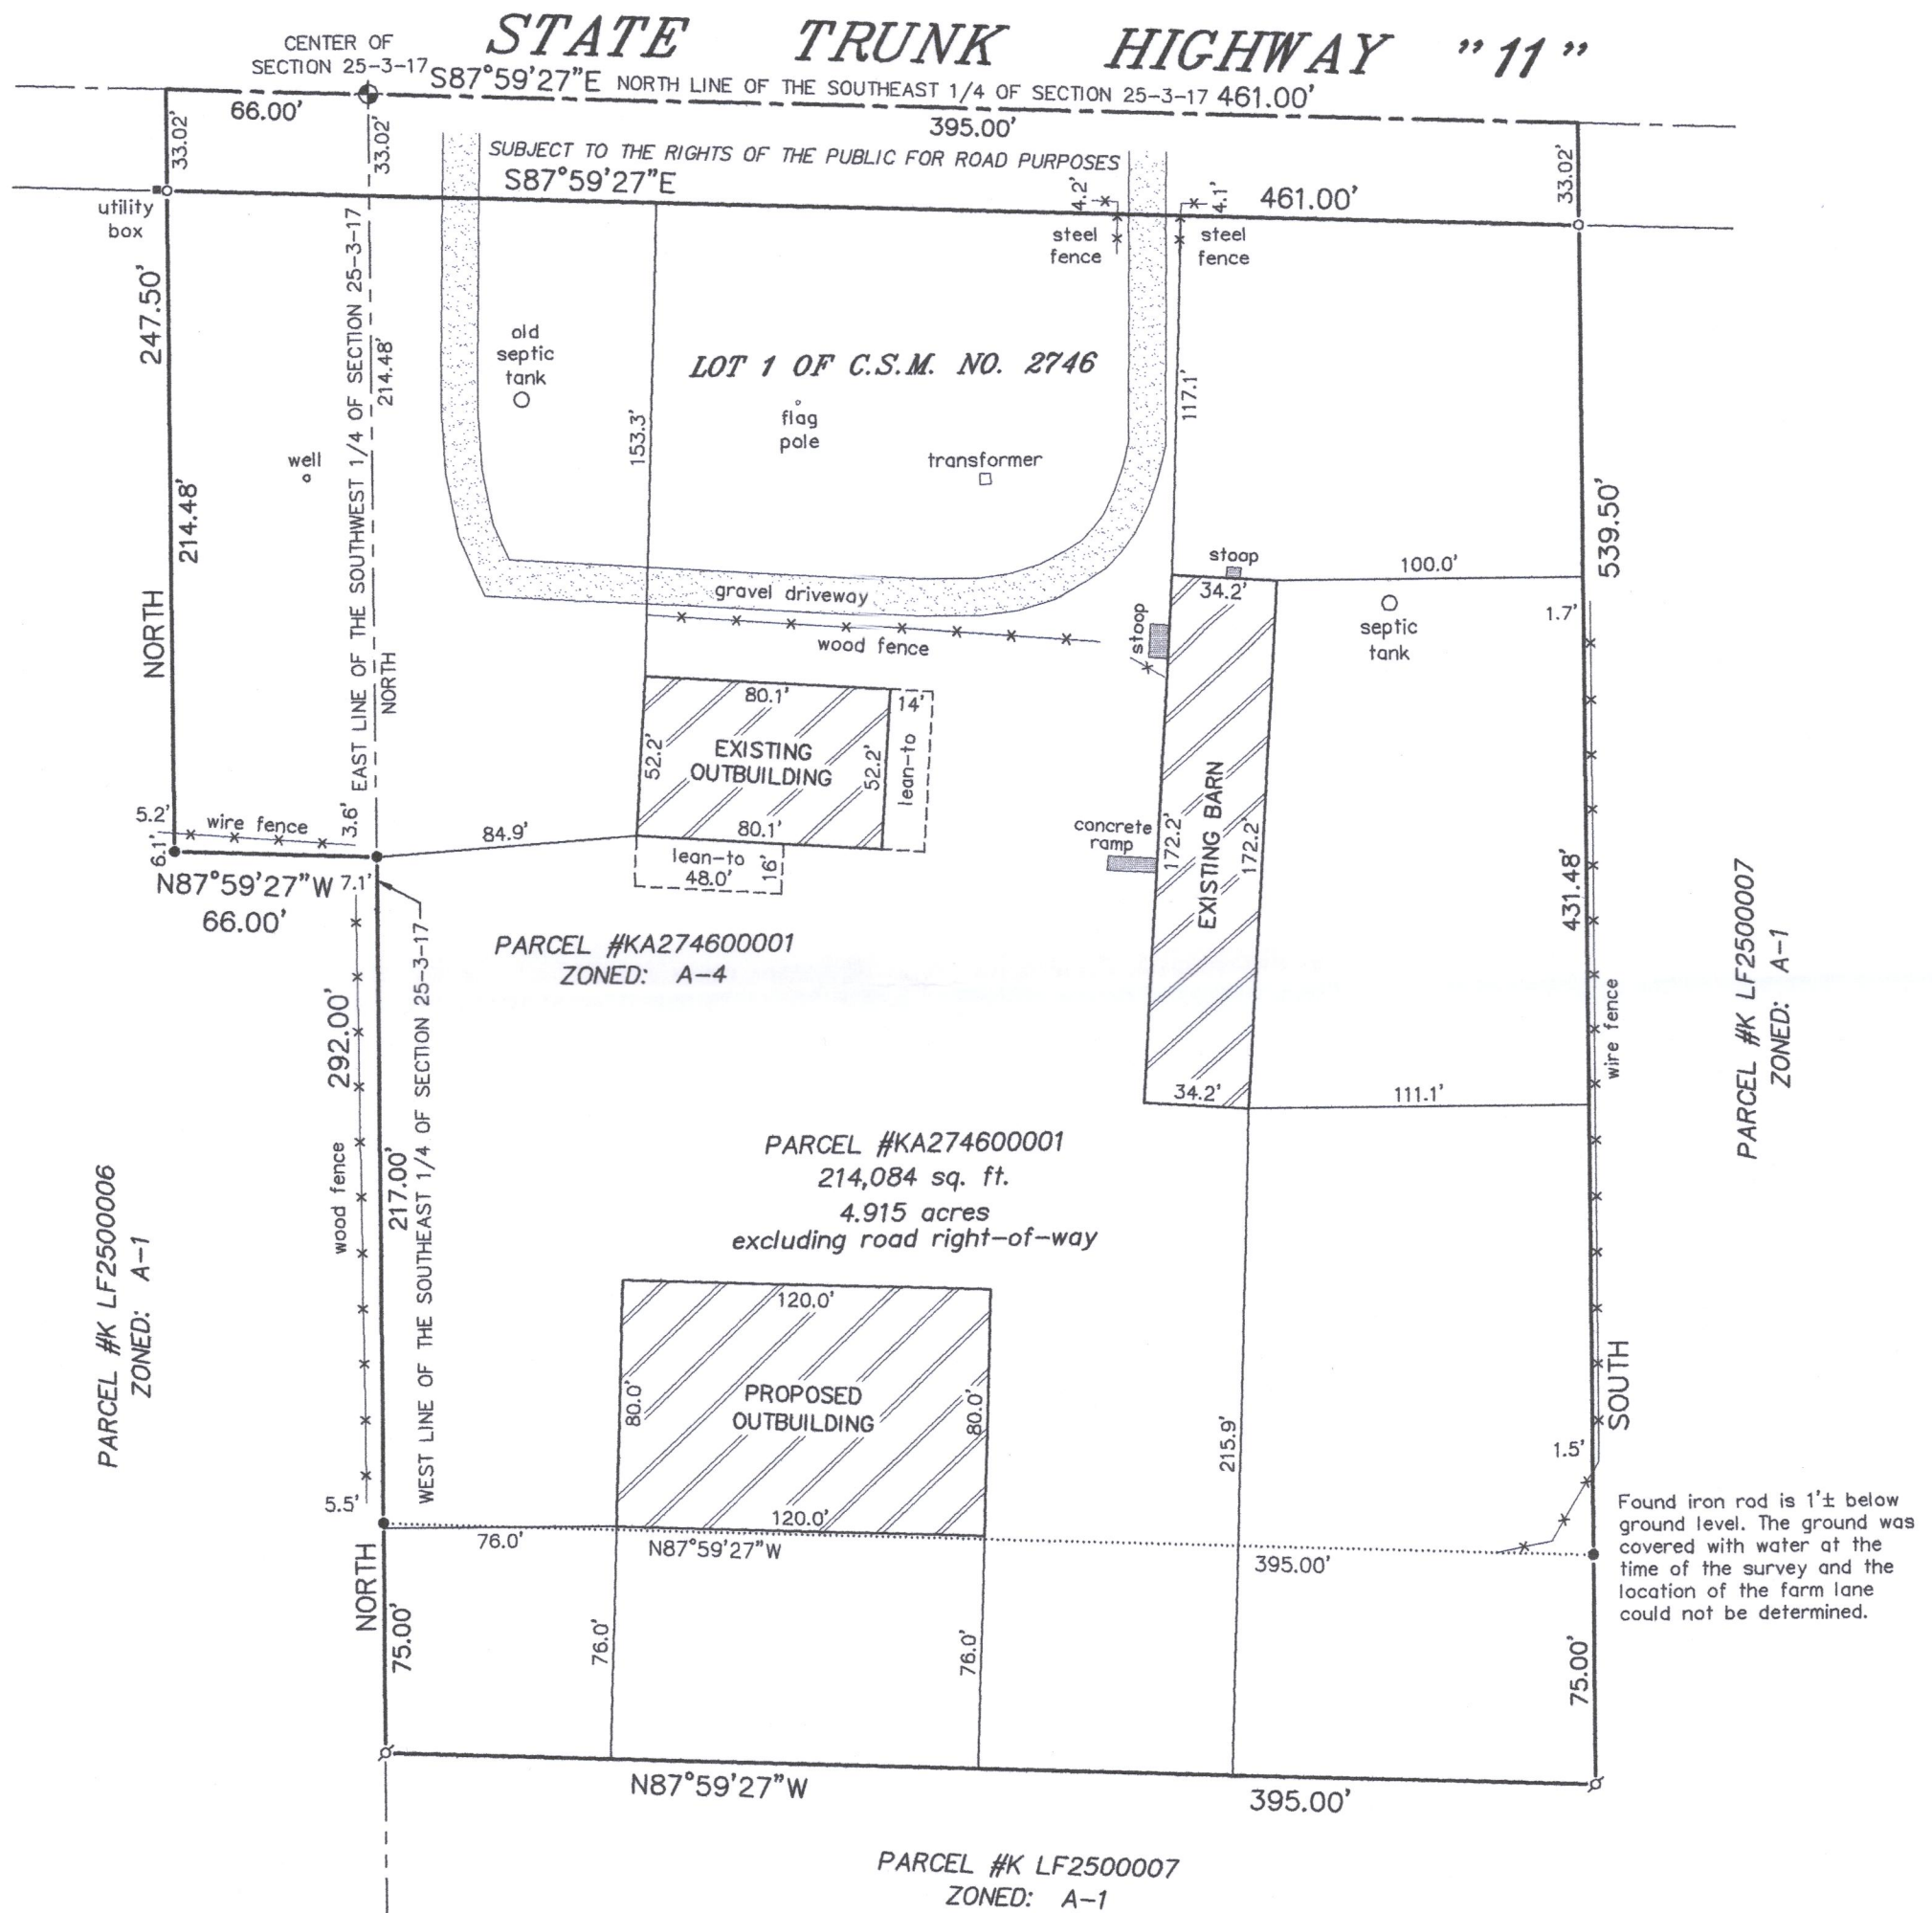 STATE TRUNK HIGHWAY "11"
CENTER OF
SECTION 25-3-17
S87°59'27"E NORTH LINE OF THE SOUTHEAST 1/4 OF SECTION 25-3-17 461.00'
66.00'
395.00'
33.02'
33.02'
33.02'
SUBJECT TO THE RIGHTS OF THE PUBLIC FOR ROAD PURPOSES
S87°59'27"E
461.00'
4.2'
4.1'
utility
box
steel
fence
steel
fence
247.50'
214.48'
NORTH
EAST LINE OF THE SOUTHWEST 1/4 OF SECTION 25-3-17
214.48'
NORTH
old
septic
tank
LOT 1 OF C.S.M. NO. 2746
flag
pole
well
transformer
153.3'
117.1'
539.50'
stoop
100.0'
34.2'
gravel driveway
septic
tank
1.7'
stoop
wood fence
80.1'
14'
EXISTING
OUTBUILDING
52.2'
52.2'
lean-to
80.1'
5.2'
wire fence
3.6'
6.1'
84.9'
lean-to
48.0'
16'
concrete
ramp
172.2'
EXISTING BARN
172.2'
431.48'
N87°59'27"W
7.1'
66.00'
PARCEL #KA274600001
ZONED: A-4
292.00'
wood fence
217.00'
WEST LINE OF THE SOUTHEAST 1/4 OF SECTION 25-3-17
wire fence
PARCEL #K LF2500007
ZONED: A-1
34.2'
111.1'
PARCEL #KA274600001
214,084 sq. ft.
4.915 acres
excluding road right-of-way
PARCEL #K LF2500006
ZONED: A-1
120.0'
80.0'
PROPOSED
OUTBUILDING
80.0'
120.0'
215.9'
SOUTH
1.5'
5.5'
76.0'
N87°59'27"W
395.00'
Found iron rod is 1'± below
ground level. The ground was
covered with water at the
time of the survey and the
location of the farm lane
could not be determined.
NORTH
75.00'
76.0'
76.0'
75.00'
N87°59'27"W
395.00'
PARCEL #K LF2500007
ZONED: A-1